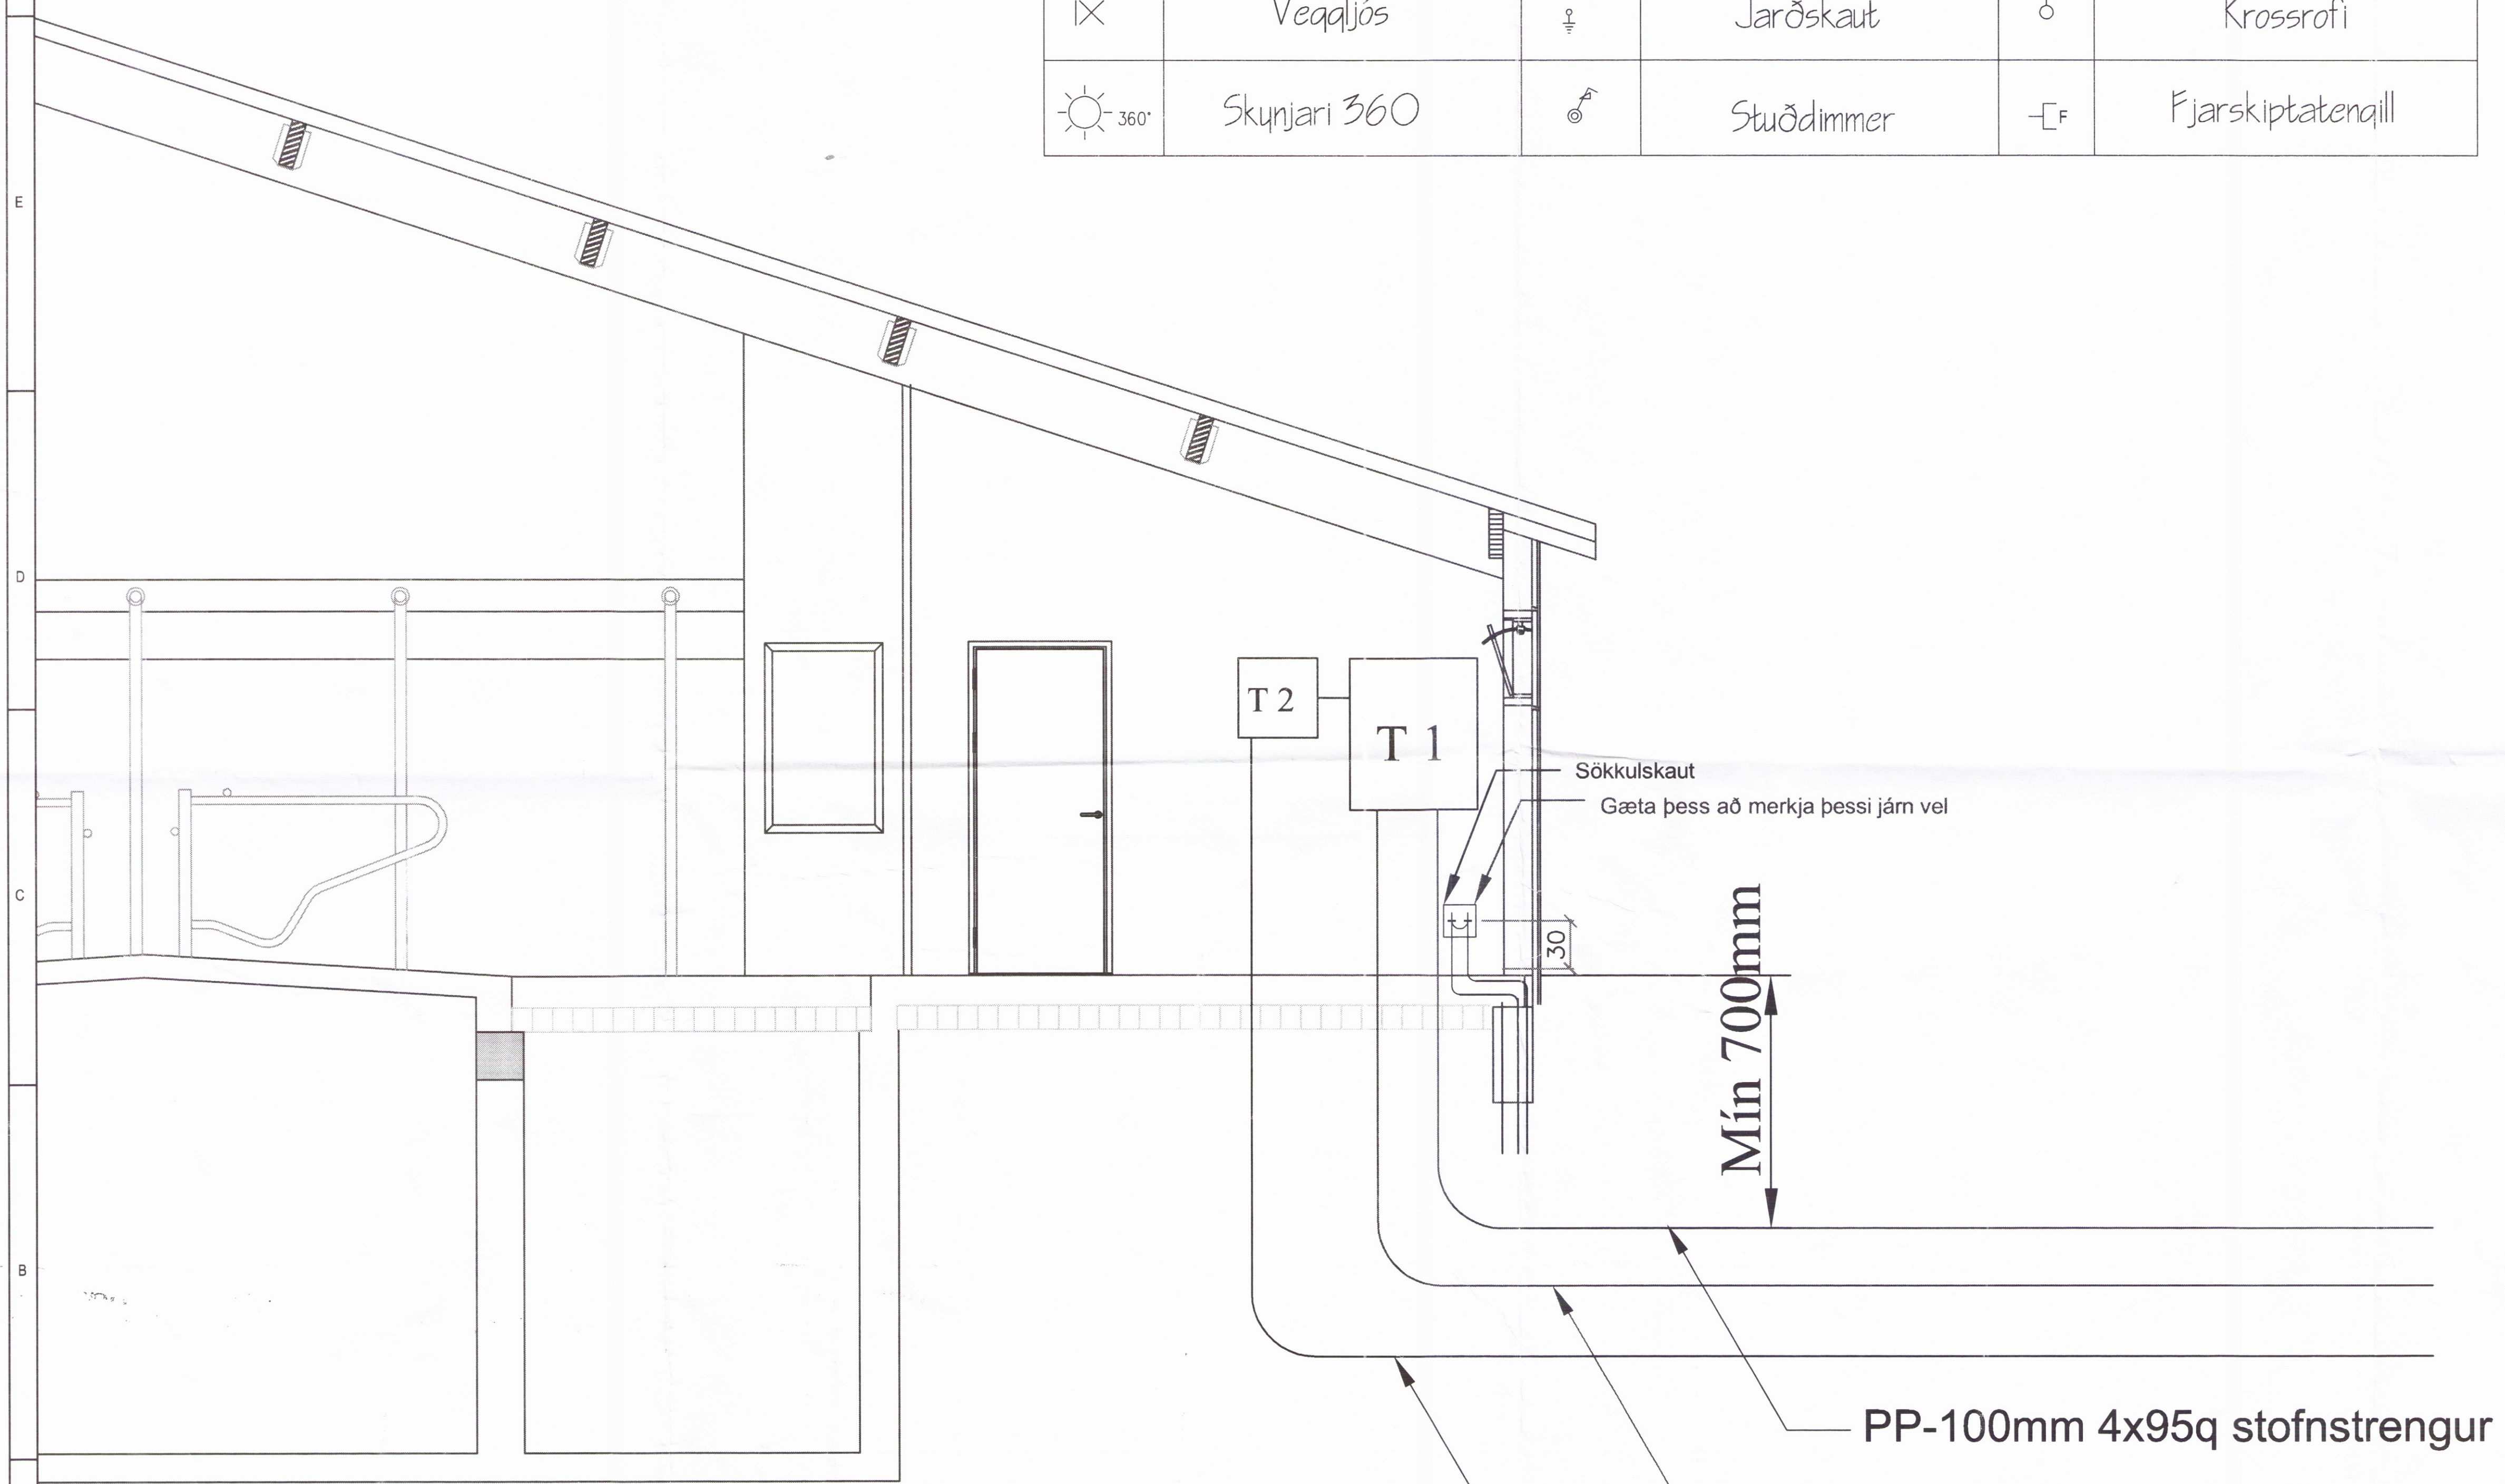 Veggljós
Jarðskaut
Krossrofi
360°
Skynjari 360
Stuðdimmer
F
Fjarskiptatengill
E
D
T 2
T 1
Sökkulskaut
Gæta þess að merkja þessi járn vel
C
30
Mín 700mm
B
PP-100mm 4x95q stofnstrengur